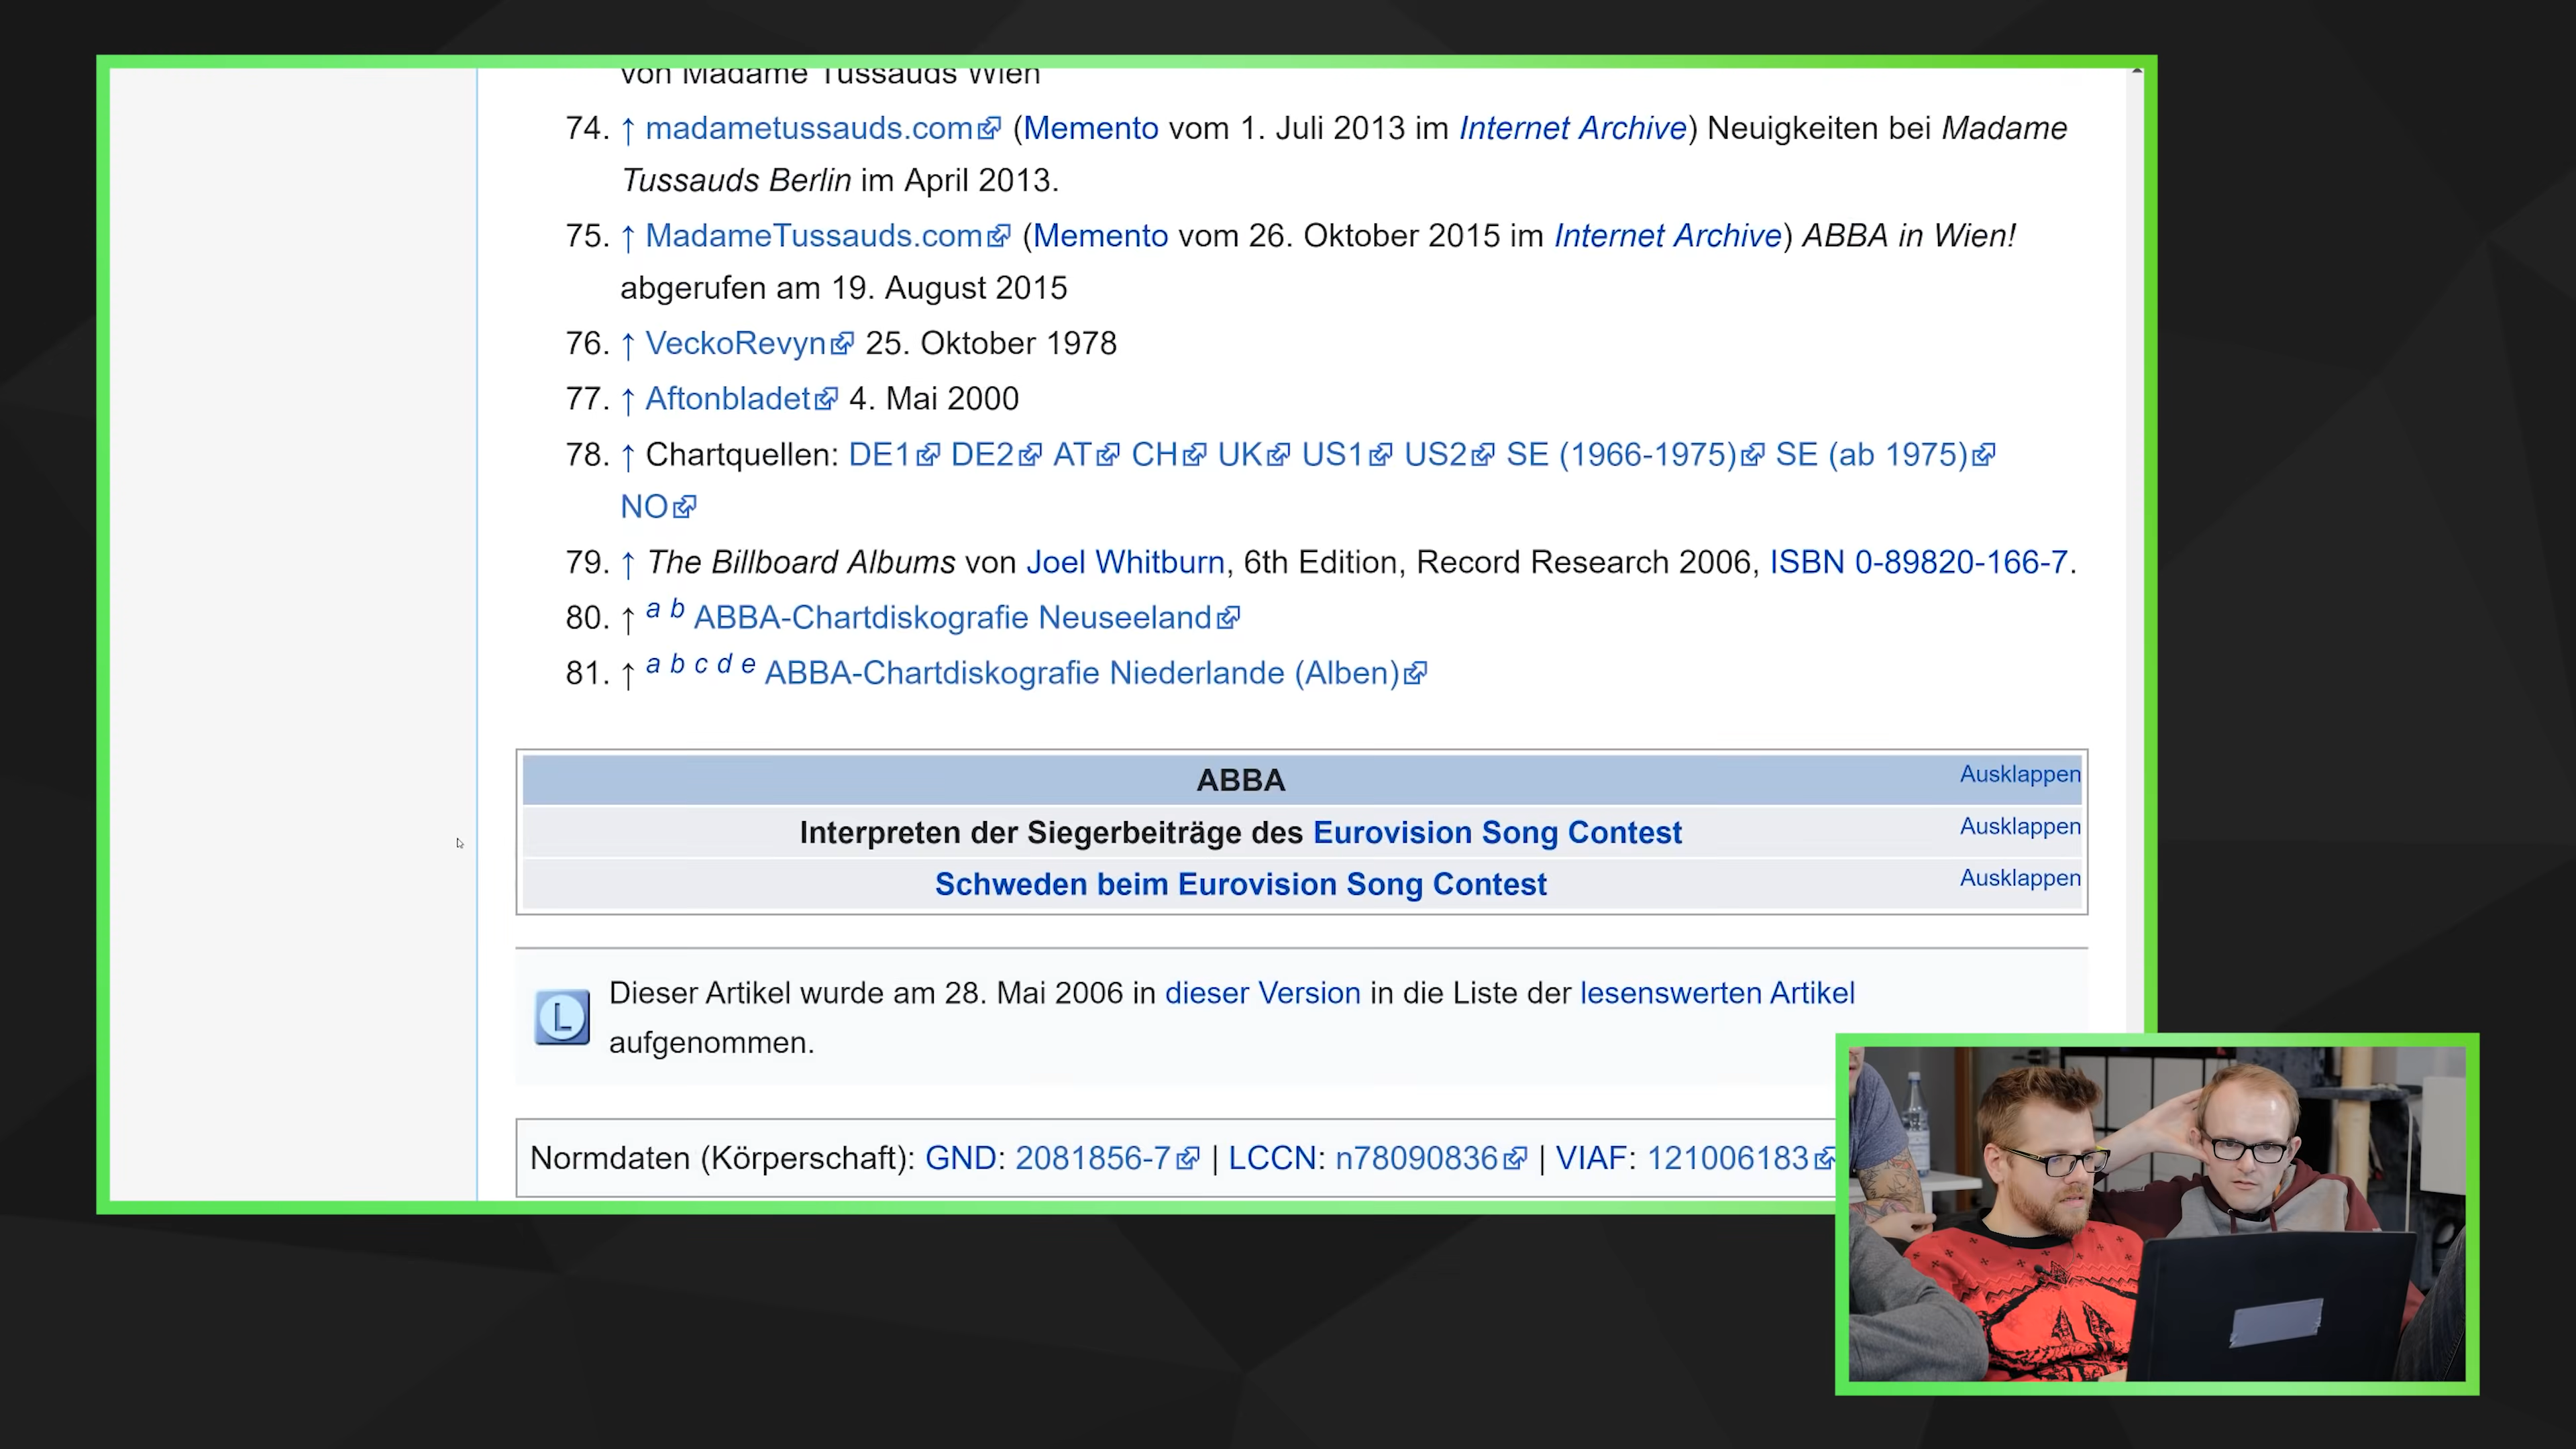 von Madame Tussauds Wien
74. ↑ madametussauds.com (Memento vom 1. Juli 2013 im Internet Archive) Neuigkeiten bei Madame
Tussauds Berlin im April 2013.
75. ↑ MadameTussauds.com (Memento vom 26. Oktober 2015 im Internet Archive) ABBA in Wien!
abgerufen am 19. August 2015
76. ↑ VeckoRevyn 25. Oktober 1978
77. ↑ Aftonbladet 4. Mai 2000
78. ↑ Chartquellen: DE1 DE2 AT CH UK US1 US2 SE (1966-1975) SE (ab 1975)
NO
79. ↑ The Billboard Albums von Joel Whitburn, 6th Edition, Record Research 2006, ISBN 0-89820-166-7.
80. ↑ a b ABBA-Chartdiskografie Neuseeland
81. ↑ a b c d e ABBA-Chartdiskografie Niederlande (Alben)
ABBA Ausklappen
Interpreten der Siegerbeiträge des Eurovision Song Contest Ausklappen
Schweden beim Eurovision Song Contest Ausklappen
L
Dieser Artikel wurde am 28. Mai 2006 in dieser Version in die Liste der lesenswerten Artikel
aufgenommen.
Normdaten (Körperschaft): GND: 2081856-7 | LCCN: n78090836 | VIAF: 121006183